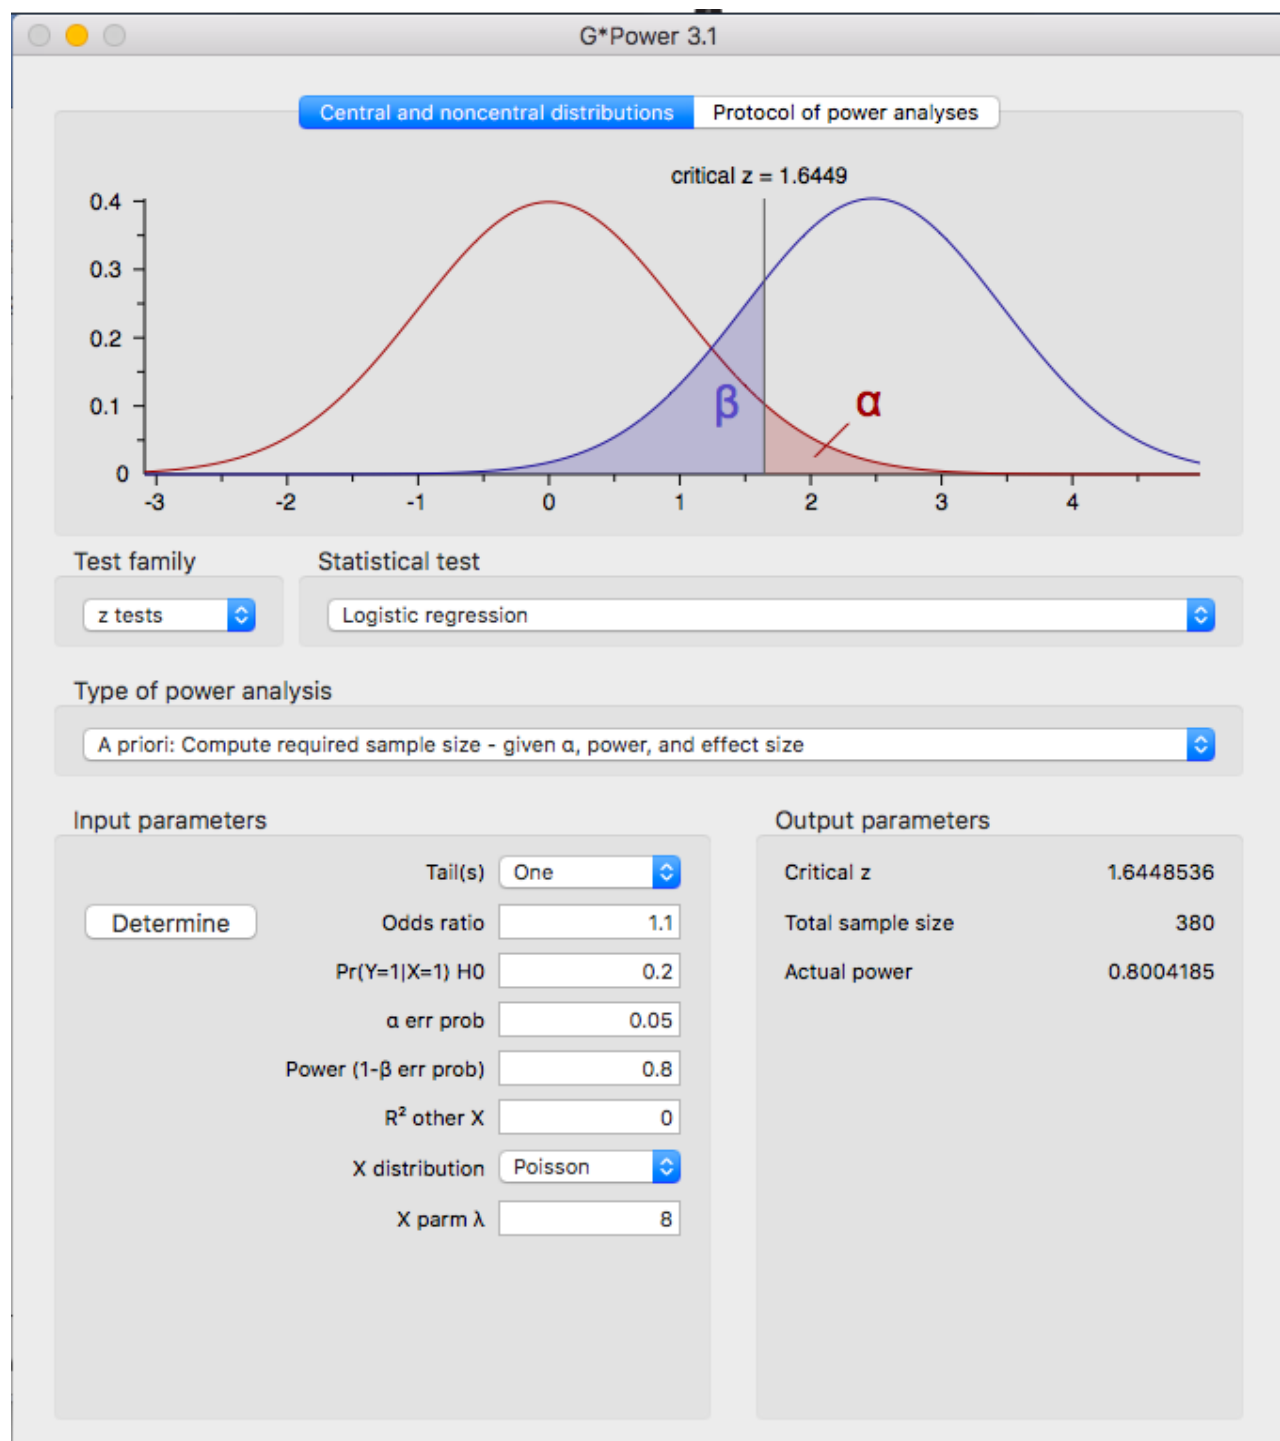 G*Power 3.1
Central and noncentral distributions Protocol of power analyses
critical z = 1.6449
0.4
0.3
0.2
0.1
0
β
α
-3 -2 -1 0 1 2 3 4
Test family Statistical test
z tests Logistic regression
Type of power analysis
A priori: Compute required sample size - given α, power, and effect size
Input parameters Output parameters
Tail(s) One Critical z 1.6448536
Determine Odds ratio 1.1 Total sample size 380
Pr(Y=1|X=1) H0 0.2 Actual power 0.8004185
α err prob 0.05
Power (1-β err prob) 0.8
R² other X 0
X distribution Poisson
X parm λ 8